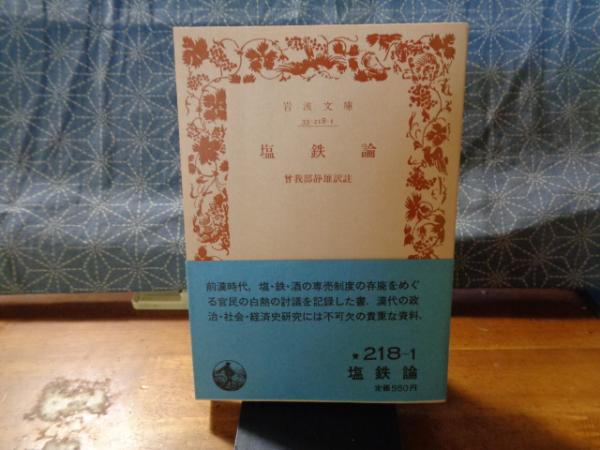 岩波文庫
33-218-1
塩鉄論
曾我部静雄訳註
前漢時代，塩・鉄・酒の専売制度の存廃をめぐ
る官民の白熱の討議を記録した書．漢代の政
治・社会・経済史研究には不可欠の貴重な資料．
★218-1
塩鉄論
定価550円